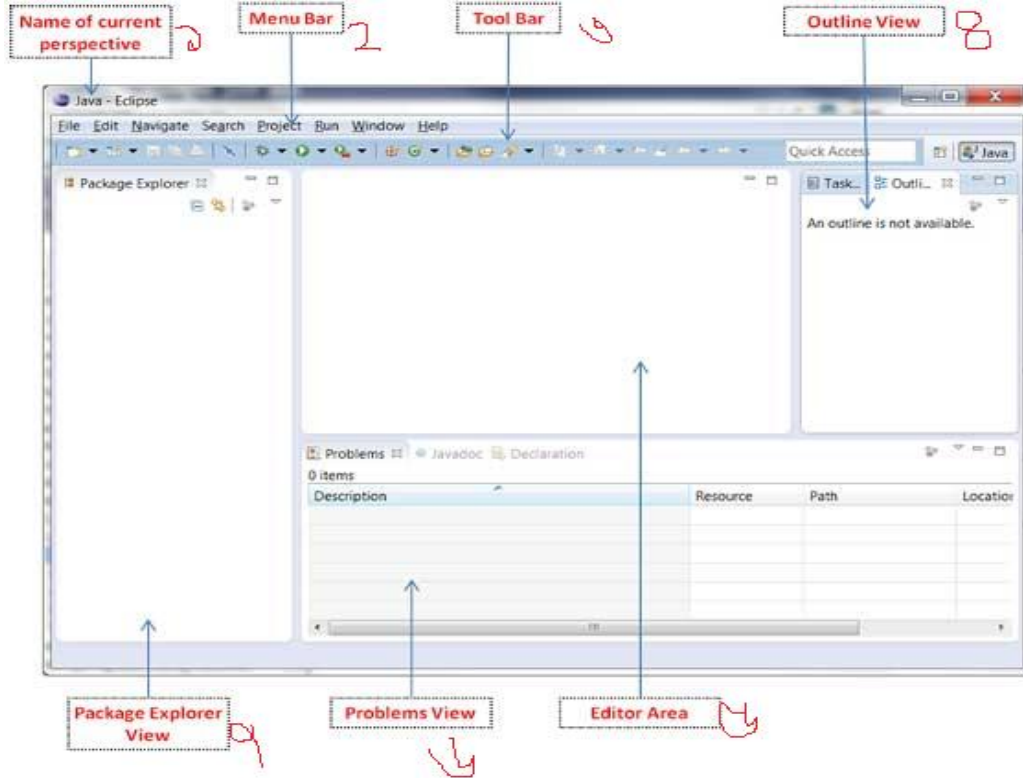 Name of current
perspective
Menu Bar
Tool Bar
Outline View
Java - Eclipse
File Edit Navigate Search Project Run Window Help
Quick Access
Java
Package Explorer
Task...
Outli...
An outline is not available.
Problems
Javadoc
Declaration
0 items
Description
Resource
Path
Location
Package Explorer
View
Problems View
Editor Area